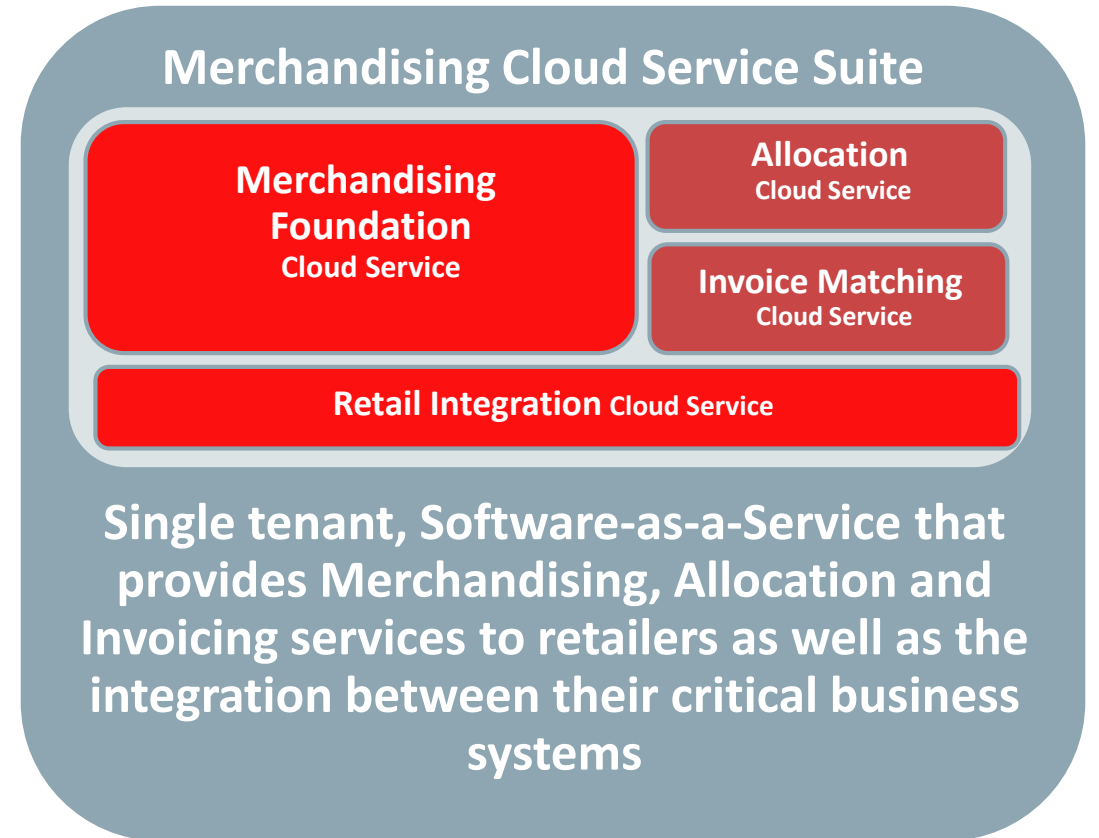 Merchandising Cloud Service Suite
Merchandising
Foundation
Cloud Service
Allocation
Cloud Service
Invoice Matching
Cloud Service
Retail Integration Cloud Service
Single tenant, Software-as-a-Service that
provides Merchandising, Allocation and
Invoicing services to retailers as well as the
integration between their critical business
systems